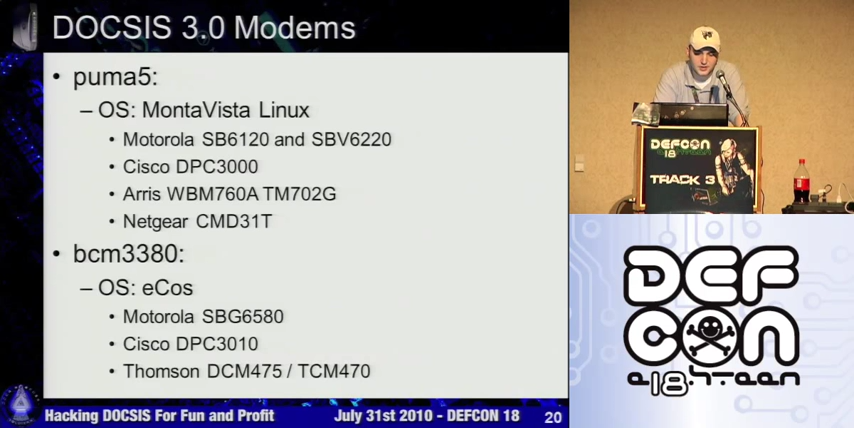 DOCSIS 3.0 Modems
• puma5:
– OS: MontaVista Linux
• Motorola SB6120 and SBV6220
• Cisco DPC3000
• Arris WBM760A TM702G
• Netgear CMD31T
• bcm3380:
– OS: eCos
• Motorola SBG6580
• Cisco DPC3010
• Thomson DCM475 / TCM470
Hacking DOCSIS For Fun and Profit July 31st 2010 - DEFCON 18 20
DEFCON
18
TRACK 3
DEF
CON
e18hteen